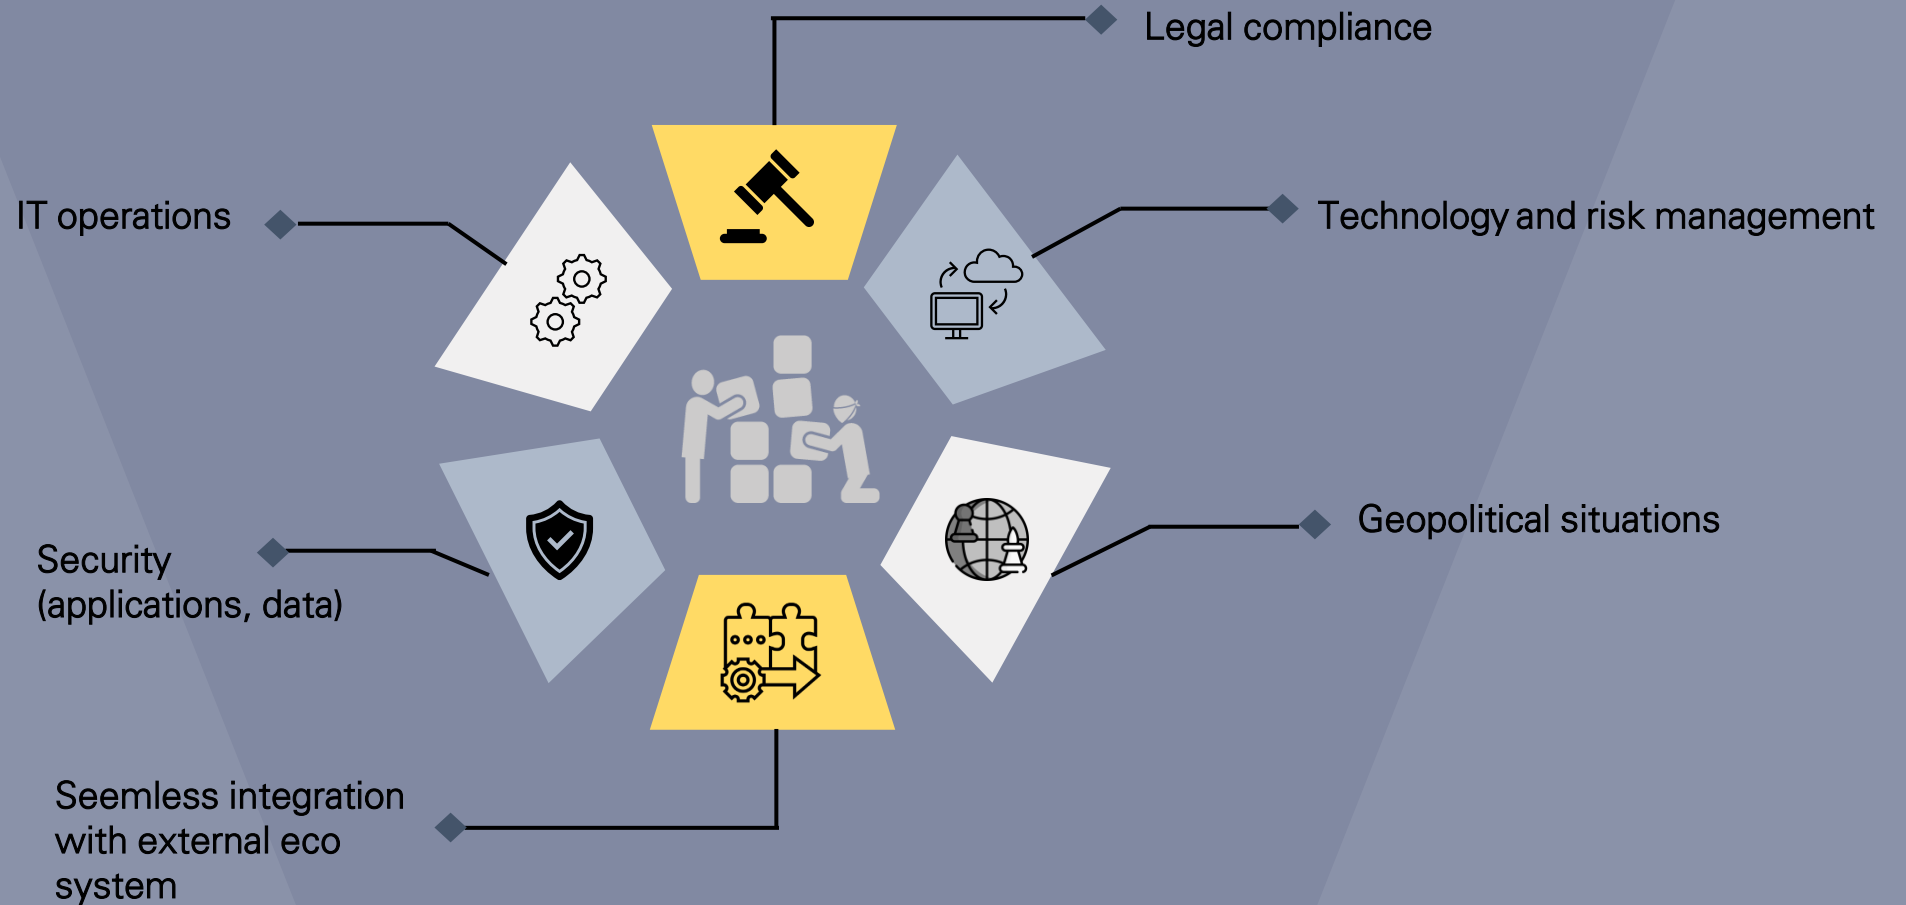 Legal compliance
IT operations
Technology and risk management
Geopolitical situations
Security
(applications, data)
Seemless integration
with external eco
system